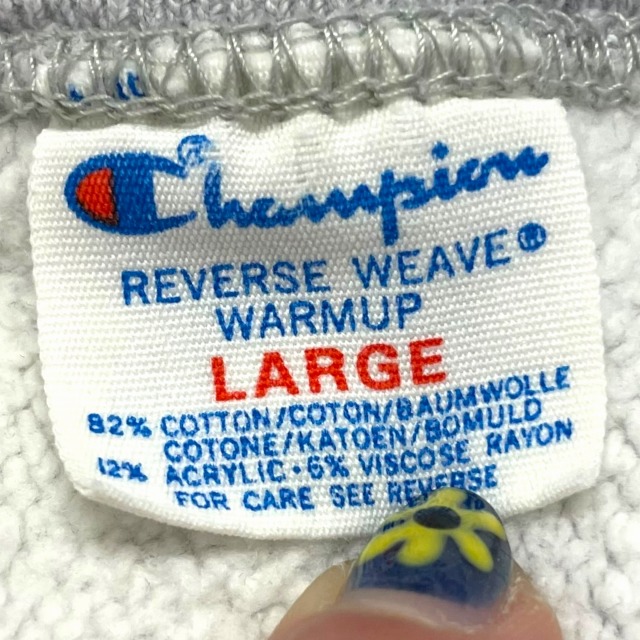 Champion®
REVERSE WEAVE®
WARMUP
LARGE
82% COTTON/COTON/BAUMWOLLE
COTONE/KATOEN/BOMULD
12% ACRYLIC·6% VISCOSE RAYON
FOR CARE SEE REVERSE